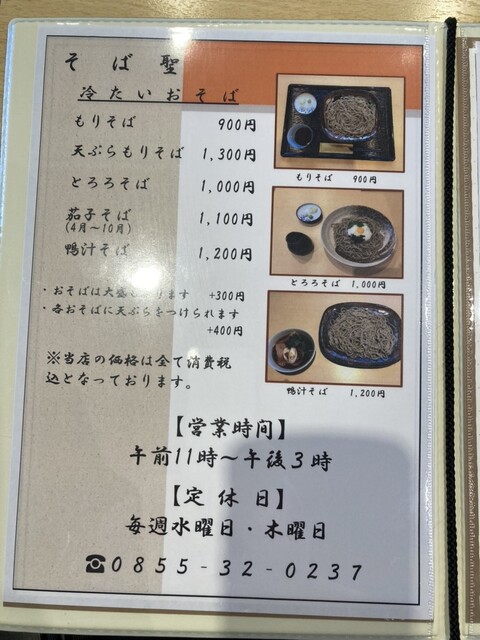 そば聖
冷たいおそば
もりそば 900円
天ぷらもりそば 1,300円
とろろそば 1,000円
茄子そば 1,100円
(4月〜10月)
鴨汁そば 1,200円
・おそばは大盛もあります +300円
・各おそばに天ぷらをつけられます
+400円
※当店の価格は全て消費税
込となっております。
もりそば 900円
とろろそば 1,000円
鴨汁そば 1,200円
【営業時間】
午前11時〜午後3時
【定休日】
毎週水曜日・木曜日
☎0855-32-0237